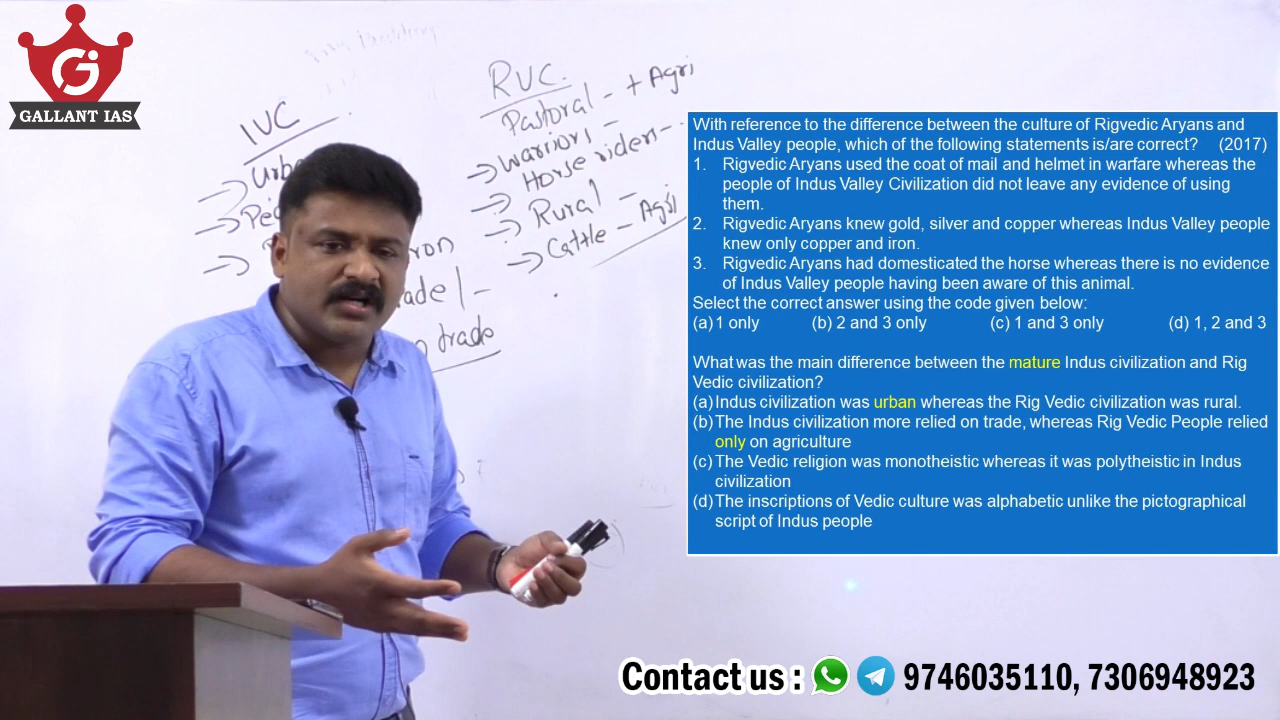 GALLANT IAS
IVC
RVC.
Pastoral - + Agri
Warriors -
Horse riders -
Rural -
Cattle - Agri
trade
With reference to the difference between the culture of Rigvedic Aryans and
Indus Valley people, which of the following statements is/are correct? (2017)
1. Rigvedic Aryans used the coat of mail and helmet in warfare whereas the
people of Indus Valley Civilization did not leave any evidence of using
them.
2. Rigvedic Aryans knew gold, silver and copper whereas Indus Valley people
knew only copper and iron.
3. Rigvedic Aryans had domesticated the horse whereas there is no evidence
of Indus Valley people having been aware of this animal.
Select the correct answer using the code given below:
(a) 1 only (b) 2 and 3 only (c) 1 and 3 only (d) 1, 2 and 3
What was the main difference between the mature Indus civilization and Rig
Vedic civilization?
(a) Indus civilization was urban whereas the Rig Vedic civilization was rural.
(b) The Indus civilization more relied on trade, whereas Rig Vedic People relied
only on agriculture
(c) The Vedic religion was monotheistic whereas it was polytheistic in Indus
civilization
(d) The inscriptions of Vedic culture was alphabetic unlike the pictographical
script of Indus people
Contact us : 9746035110, 7306948923